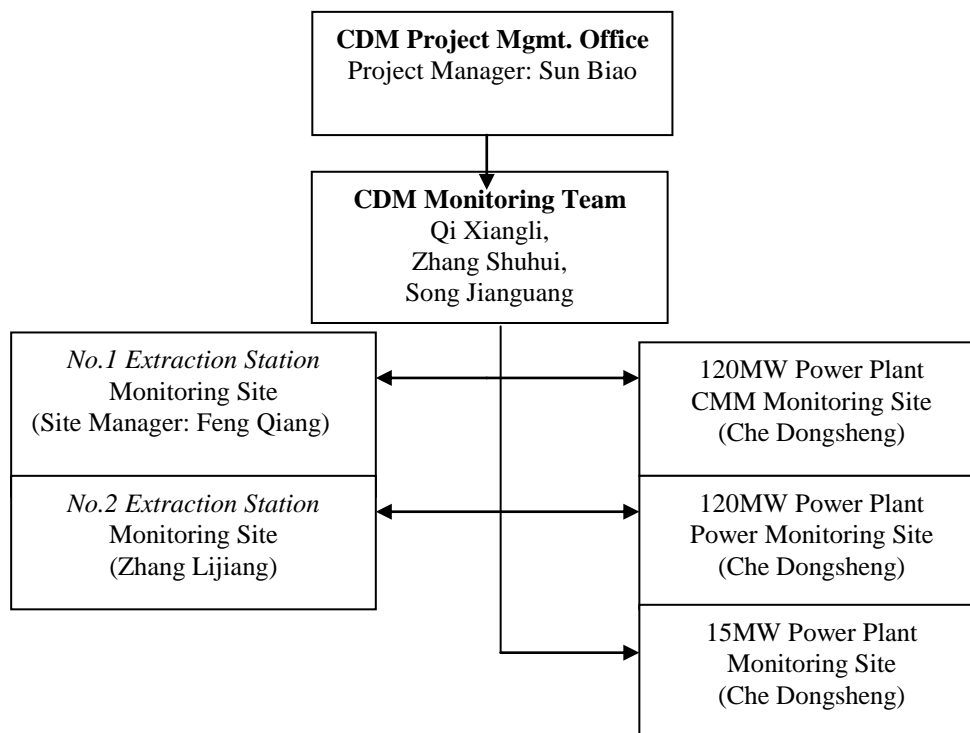 CDM Project Mgmt. Office
Project Manager: Sun Biao
CDM Monitoring Team
Qi Xiangli,
Zhang Shuhui,
Song Jianguang
No.1 Extraction Station
Monitoring Site
(Site Manager: Feng Qiang)
No.2 Extraction Station
Monitoring Site
(Zhang Lijiang)
120MW Power Plant
CMM Monitoring Site
(Che Dongsheng)
120MW Power Plant
Power Monitoring Site
(Che Dongsheng)
15MW Power Plant
Monitoring Site
(Che Dongsheng)